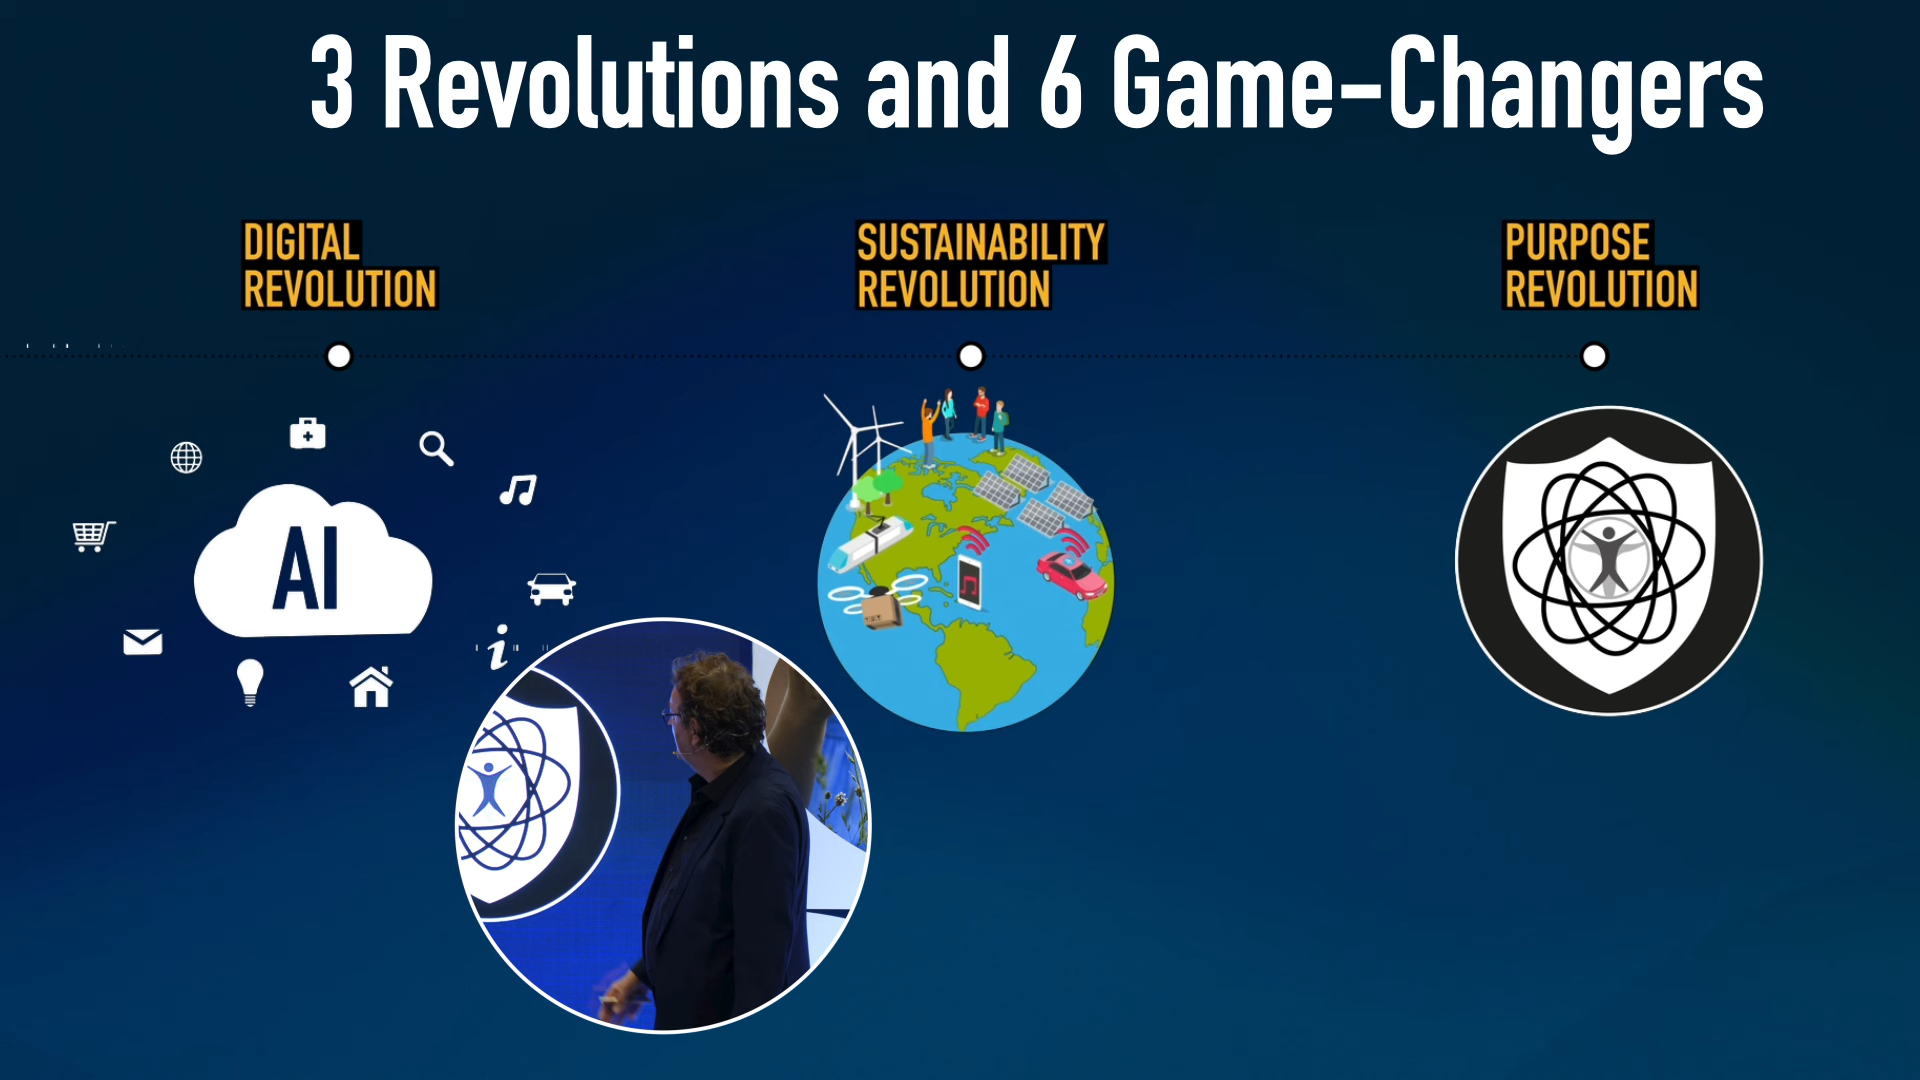 3 Revolutions and 6 Game-Changers
DIGITAL
REVOLUTION
SUSTAINABILITY
REVOLUTION
PURPOSE
REVOLUTION
AI
i